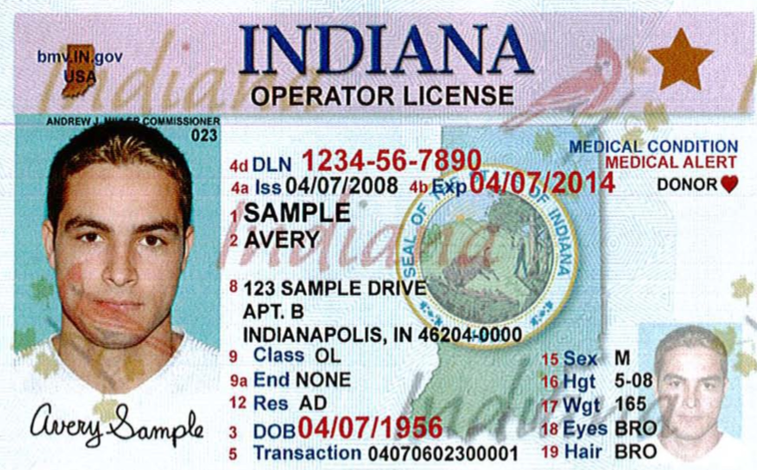 INDIANA
bmv.IN.gov
USA
OPERATOR LICENSE
ANDREW J. MILLER COMMISSIONER
023
MEDICAL CONDITION
MEDICAL ALERT
DONOR
4d DLN 1234-56-7890
4a Iss 04/07/2008 4b Exp 04/07/2014
1 SAMPLE
2 AVERY
8 123 SAMPLE DRIVE
APT. B
INDIANAPOLIS, IN 46204-0000
9 Class OL
9a End NONE
12 Res AD
3 DOB 04/07/1956
5 Transaction 04070602300001
15 Sex M
16 Hgt 5-08
17 Wgt 165
18 Eyes BRO
19 Hair BRO
Avery Sample
Indiana
Indiana
Indiana
SEAL OF THE STATE OF INDIANA